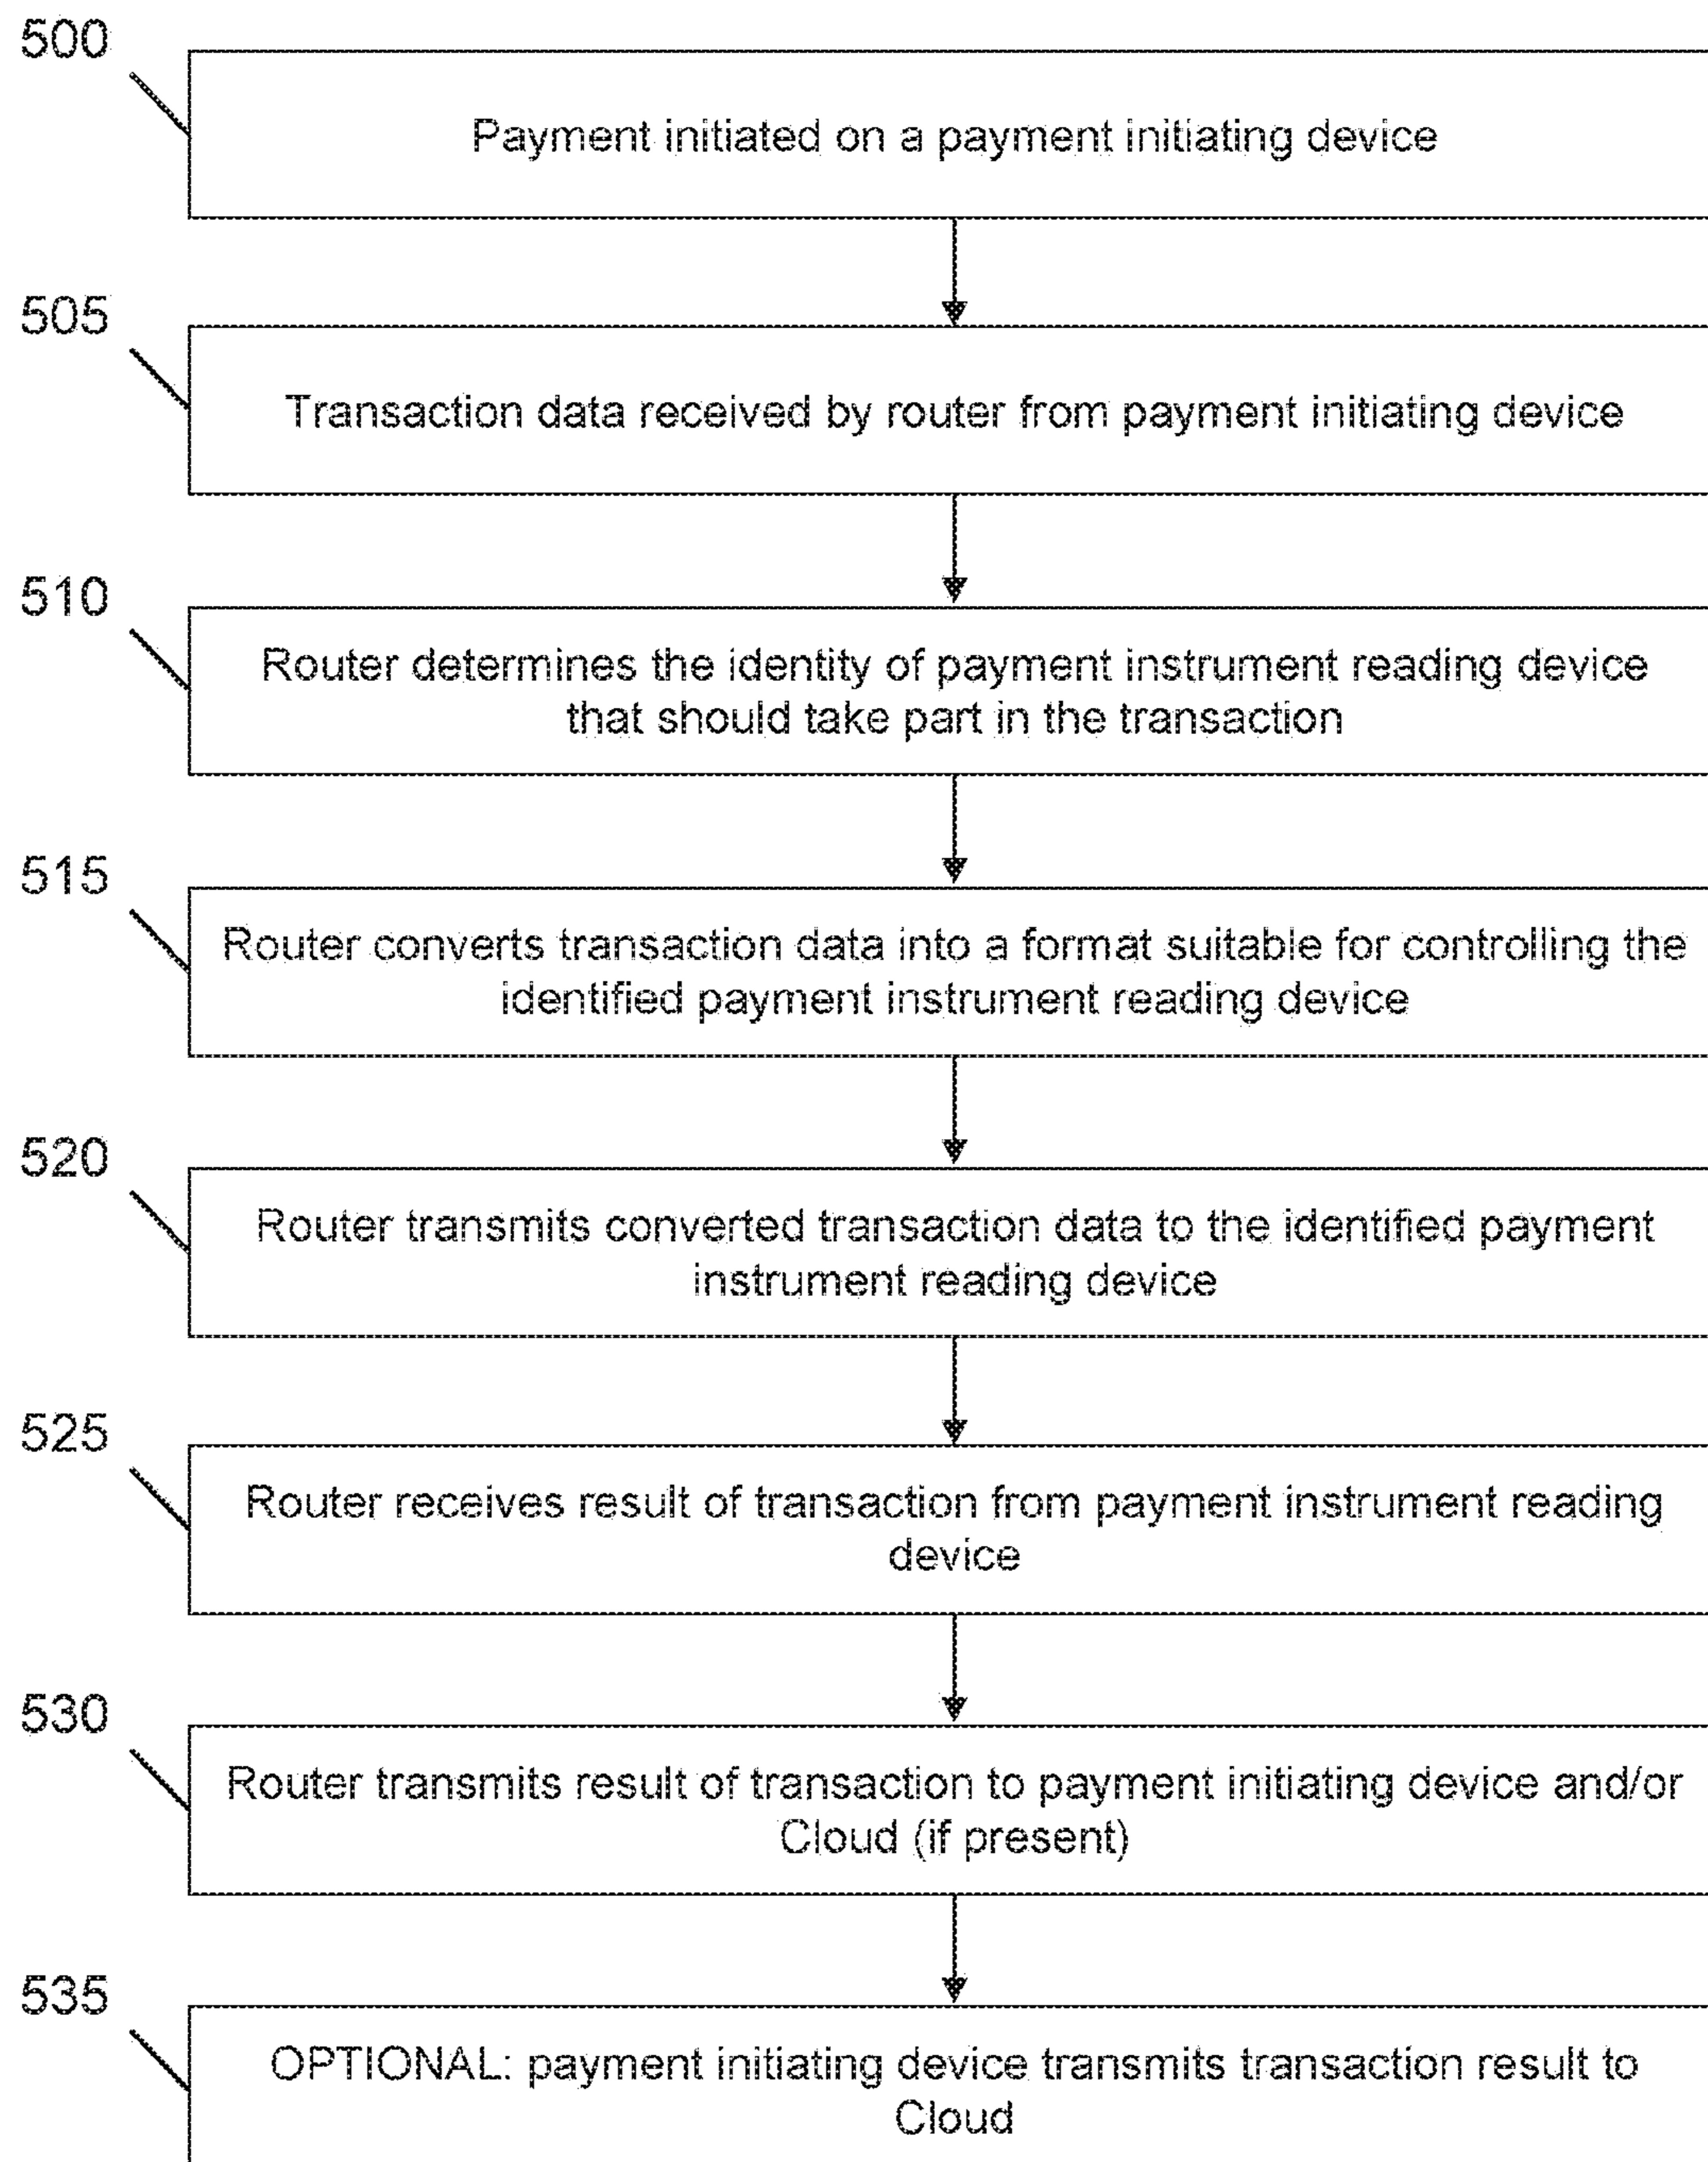 500
Payment initiated on a payment initiating device
505
Transaction data received by router from payment initiating device
510
Router determines the identity of payment instrument reading device
that should take part in the transaction
515
Router converts transaction data into a format suitable for controlling the
identified payment instrument reading device
520
Router transmits converted transaction data to the identified payment
instrument reading device
525
Router receives result of transaction from payment instrument reading
device
530
Router transmits result of transaction to payment initiating device and/or
Cloud (if present)
535
OPTIONAL: payment initiating device transmits transaction result to
Cloud